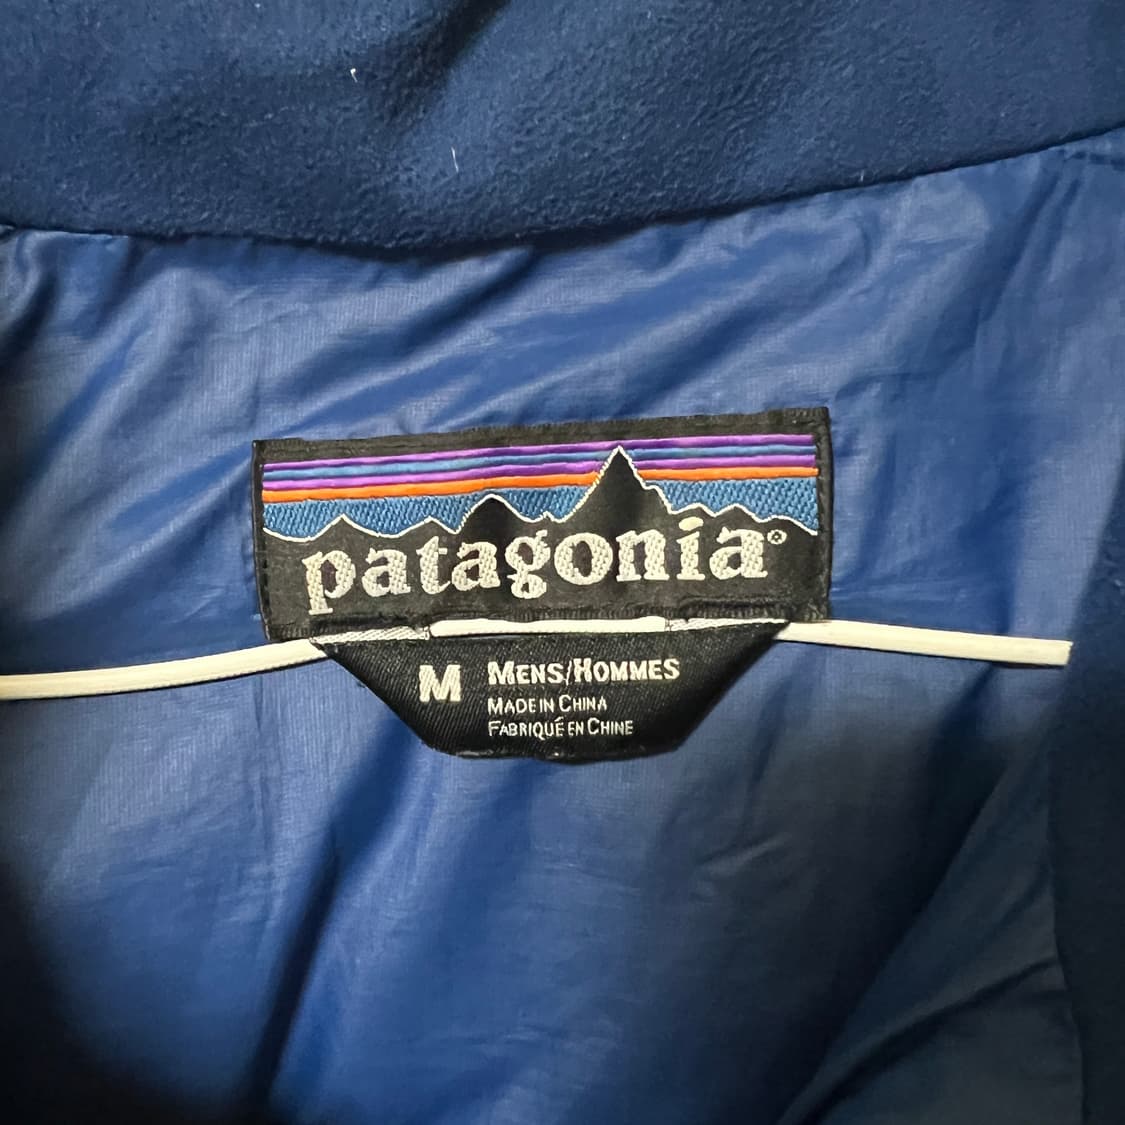 patagonia®
M MENS/HOMMES
MADE IN CHINA
FABRIQUÉ EN CHINE